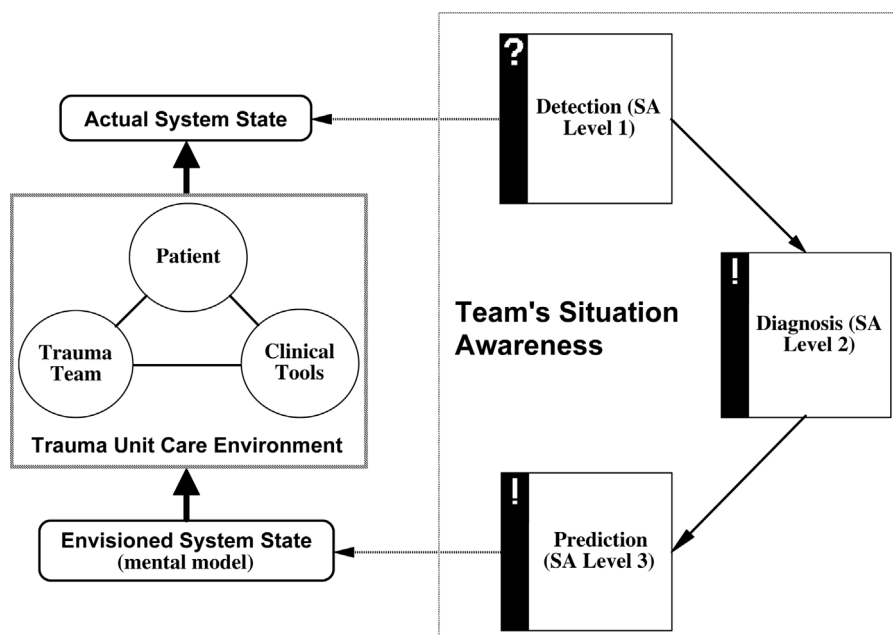 ?
Detection (SA
Level 1)
Actual System State
Patient
Trauma
Team
Clinical
Tools
Trauma Unit Care Environment
Team's Situation
Awareness
!
Diagnosis (SA
Level 2)
!
Prediction
(SA Level 3)
Envisioned System State
(mental model)